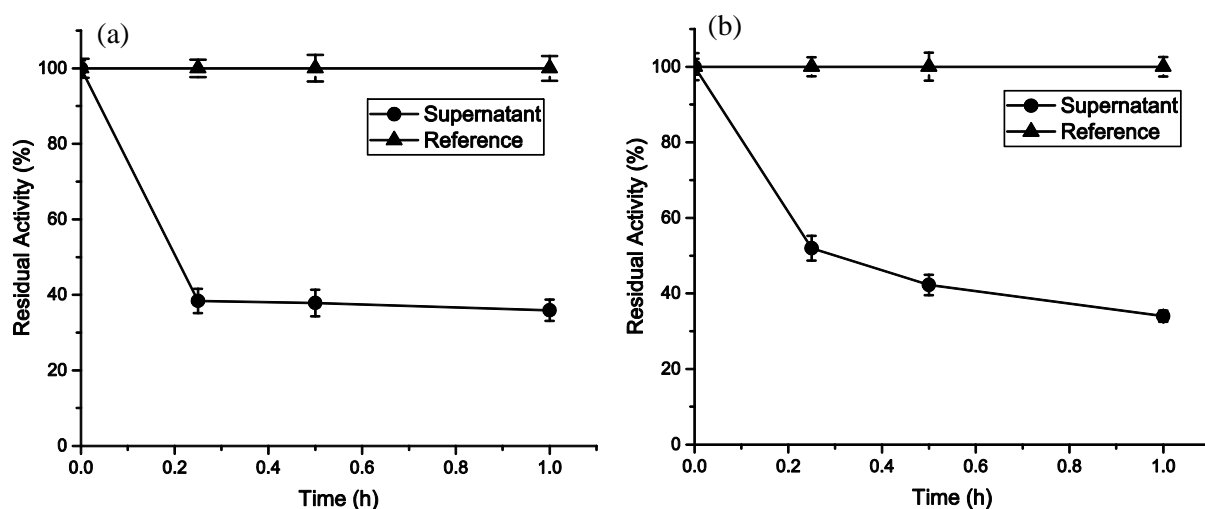 (a)
Residual Activity (%)
100
80
60
40
20
0
Supernatant
Reference
0.0 0.2 0.4 0.6 0.8 1.0
Time (h)
(b)
Residual Activity (%)
100
80
60
40
20
0
Supernatant
Reference
0.0 0.2 0.4 0.6 0.8 1.0
Time (h)